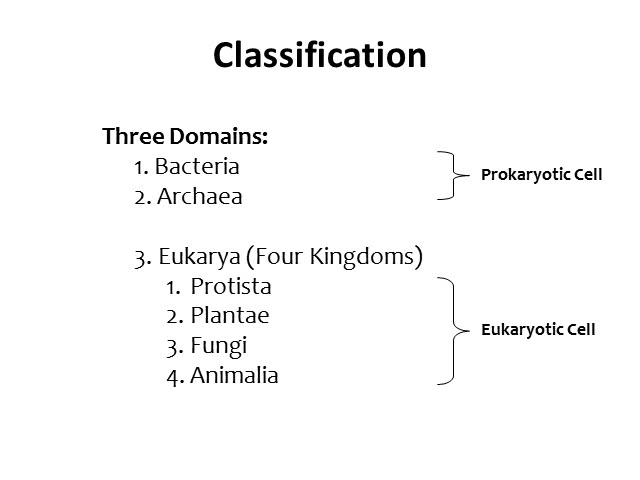 Classification
Three Domains:
1. Bacteria
2. Archaea
Prokaryotic Cell
3. Eukarya (Four Kingdoms)
1. Protista
2. Plantae
3. Fungi
4. Animalia
Eukaryotic Cell